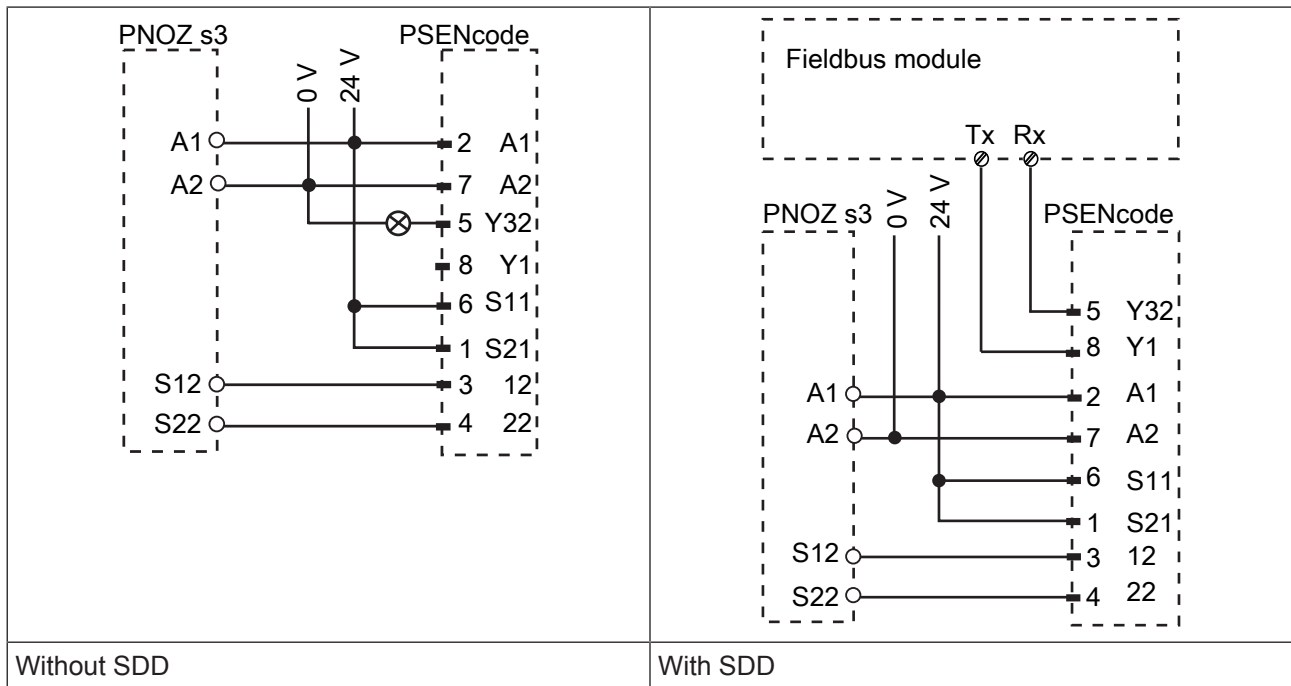 PNOZ s3 PSENcode
0 V 24 V
A1 2 A1
A2 7 A2
5 Y32
8 Y1
6 S11
1 S21
S12 3 12
S22 4 22
Without SDD
Fieldbus module
Tx Rx
PNOZ s3 0 V 24 V PSENcode
5 Y32
8 Y1
A1 2 A1
A2 7 A2
6 S11
1 S21
S12 3 12
S22 4 22
With SDD